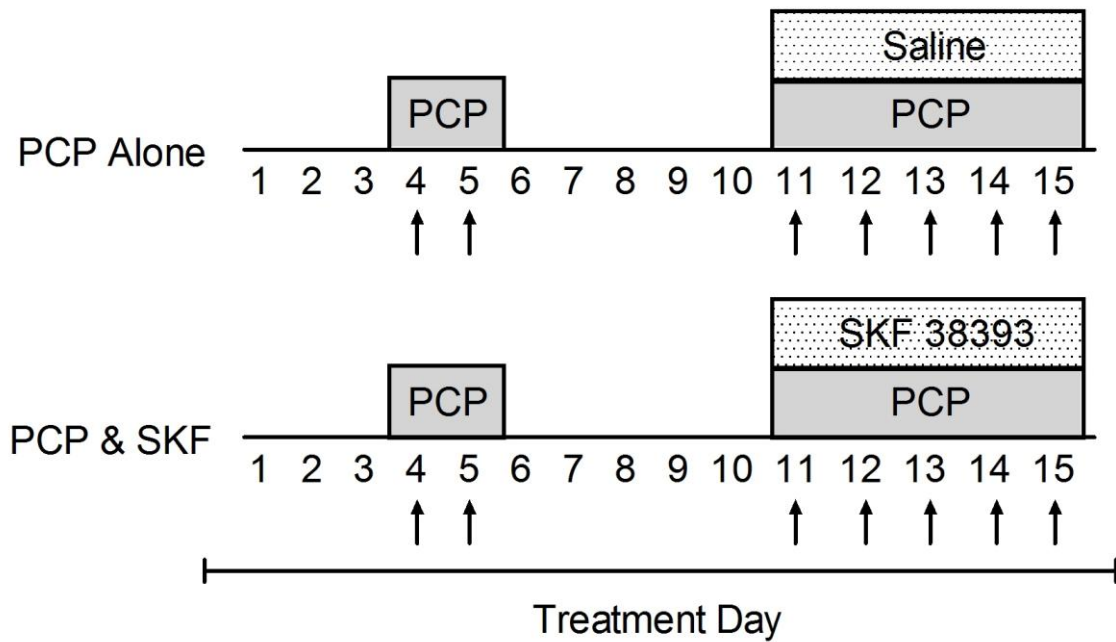 Saline
PCP PCP
PCP Alone
1 2 3 4 5 6 7 8 9 10 11 12 13 14 15
SKF 38393
PCP PCP
PCP & SKF
1 2 3 4 5 6 7 8 9 10 11 12 13 14 15
Treatment Day